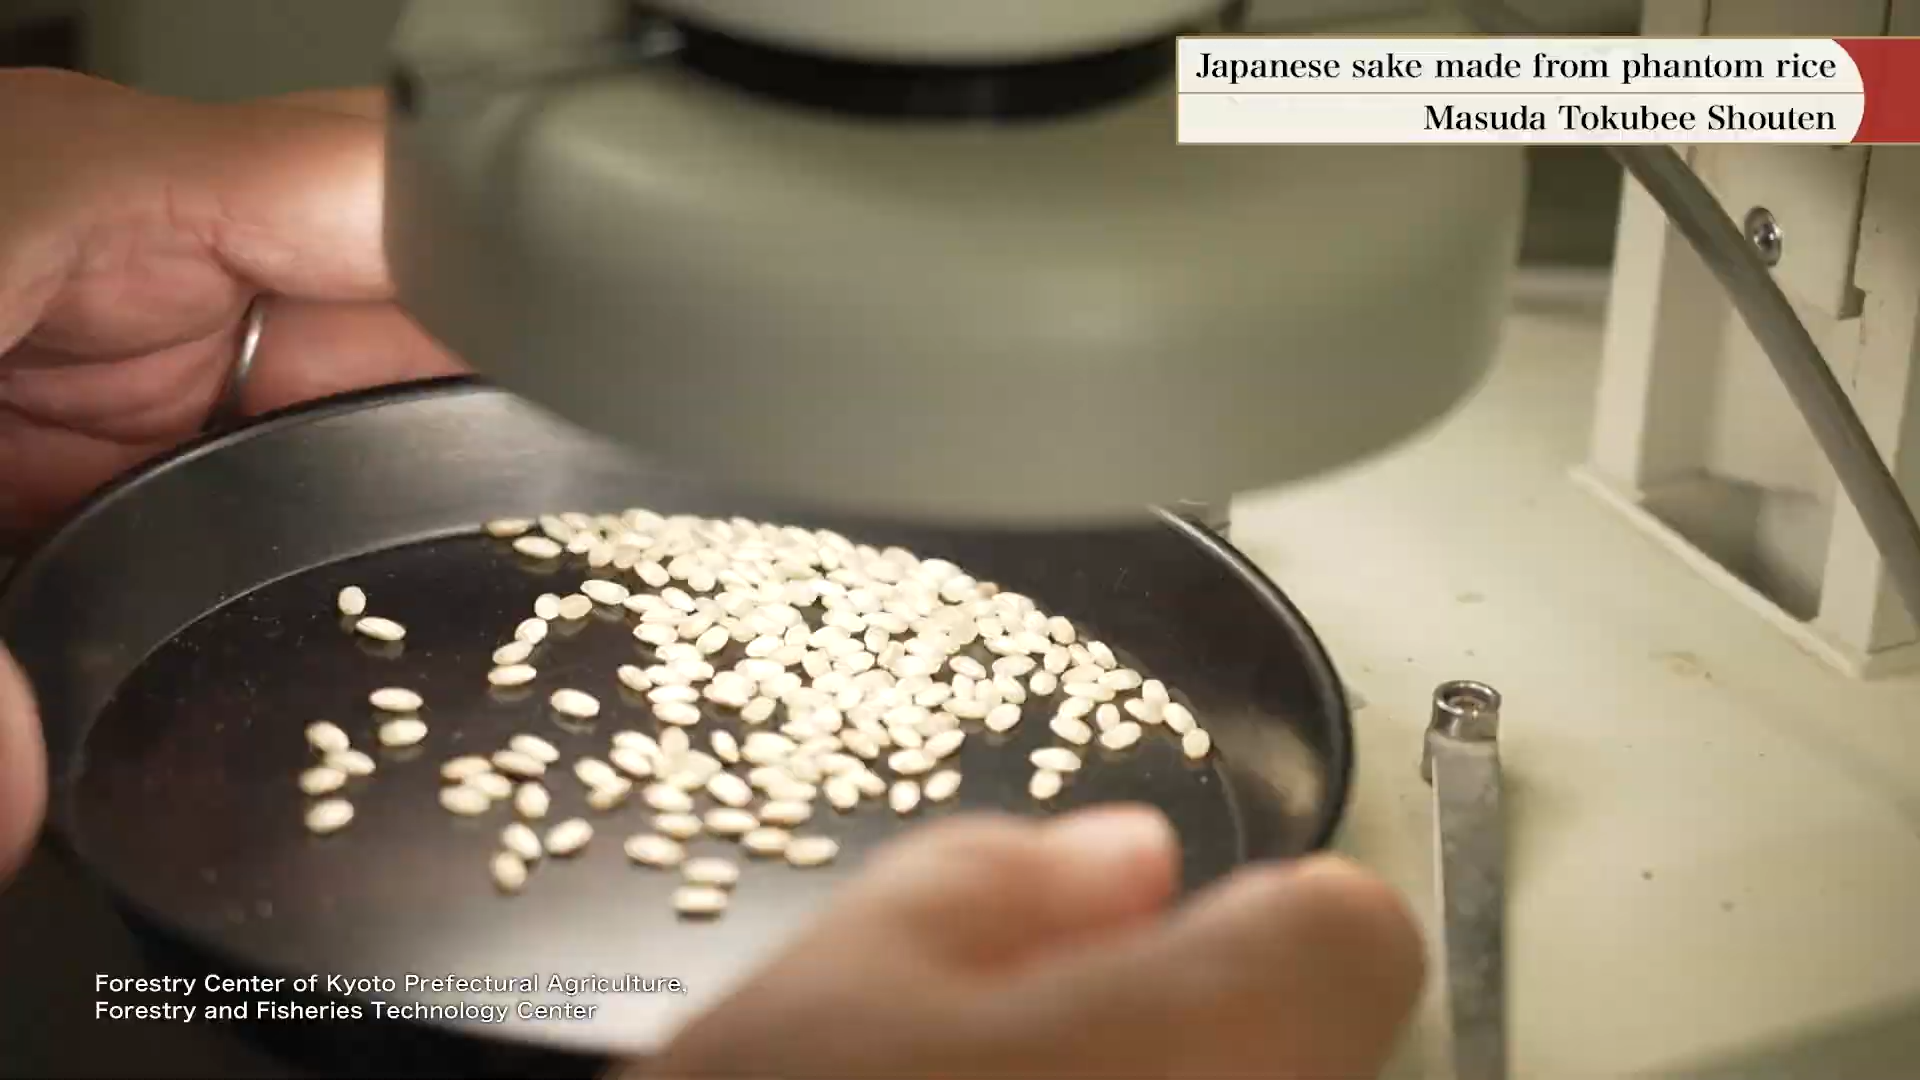 Japanese sake made from phantom rice
Masuda Tokubee Shouten
Forestry Center of Kyoto Prefectural Agriculture,
Forestry and Fisheries Technology Center